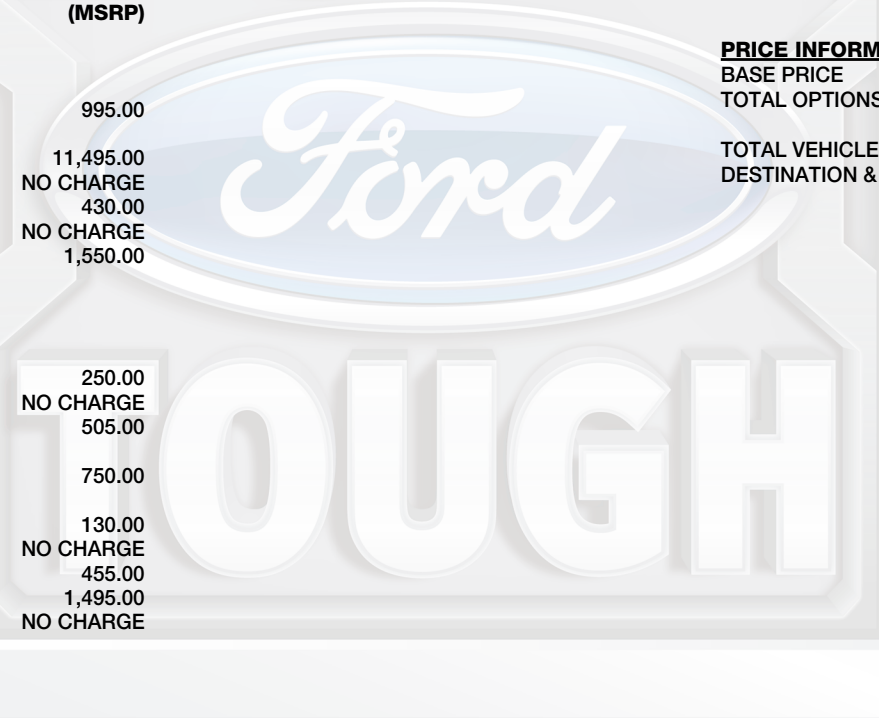 (MSRP)
995.00
11,495.00
NO CHARGE
430.00
NO CHARGE
1,550.00
250.00
NO CHARGE
505.00
750.00
130.00
NO CHARGE
455.00
1,495.00
NO CHARGE
PRICE INFORM
BASE PRICE
TOTAL OPTIONS
TOTAL VEHICLE
DESTINATION &
Ford
TOUGH